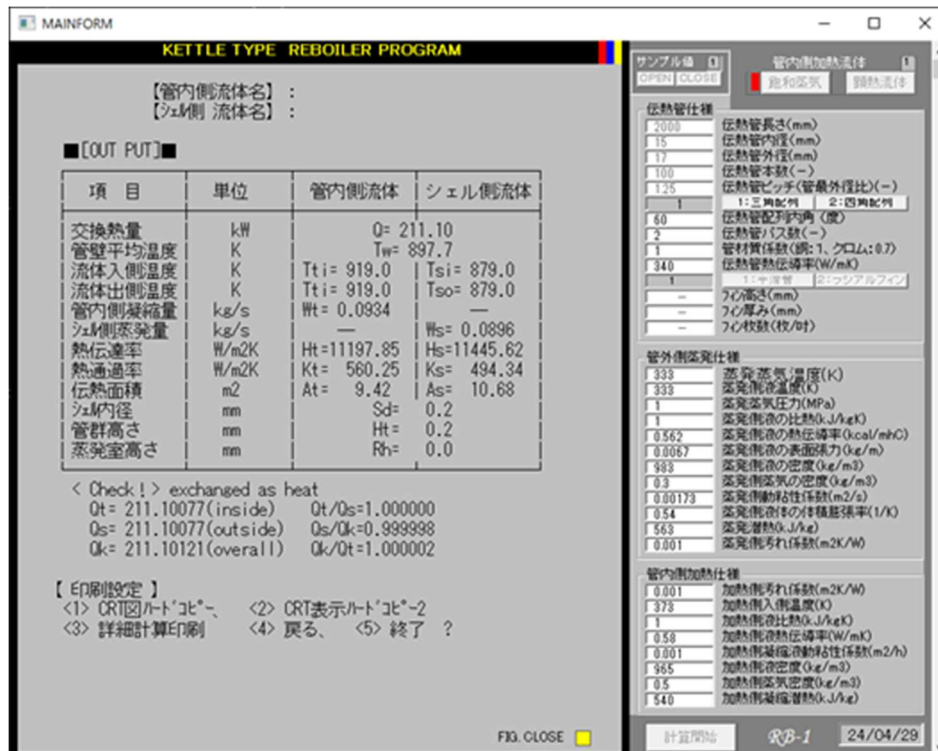 MAINFORM
KETTLE TYPE REBOILER PROGRAM
【管内側流体名】 :
【シェル側 流体名】 :
■[OUT PUT]■
項 目 単位 管内側流体 シェル側流体
交換熱量 kW Q= 211.10
管壁平均温度 K Tw= 897.7
流体入側温度 K Tti= 919.0 Tsi= 879.0
流体出側温度 K Tti= 919.0 Tso= 879.0
管内側凝縮量 kg/s Wt= 0.0934 —
シェル側蒸発量 kg/s — Ws= 0.0896
熱伝達率 W/m2K Ht=11197.85 Hs=11445.62
熱通過率 W/m2K Kt= 560.25 Ks= 494.34
伝熱面積 m2 At= 9.42 As= 10.68
シェル内径 mm Sd= 0.2
管群高さ mm Ht= 0.2
蒸発室高さ mm Rh= 0.0
< Check ! > exchanged as heat
Qt= 211.10077(inside) Qt/Qs=1.000000
Qs= 211.10077(outside) Qs/Qk=0.999998
Qk= 211.10121(overall) Qk/Qt=1.000002
【 印刷設定 】
<1> CRT図ハードコピー、 <2> CRT表示ハードコピー2
<3> 詳細計算印刷 <4> 戻る、 <5> 終了 ?
FIG. CLOSE
サンプル値 1
OPEN CLOSE
管内側加熱流体 1
飽和蒸気 顕熱流体
伝熱管仕様
2000 伝熱管長さ(mm)
15 伝熱管内径(mm)
17 伝熱管外径(mm)
100 伝熱管本数(-)
1.25 伝熱管ピッチ(管最外径比)(-)
1 1:三角配列 2:四角配列
60 伝熱管配列内角 (度)
2 伝熱管パス数(-)
1 管材質係数(銅:1、クロム:0.7)
340 伝熱管熱伝導率(W/mK)
1 1:平滑管 2:ラジアルフィン
- フィン高さ(mm)
- フィン厚み(mm)
- フィン枚数(枚/吋)
管外側蒸発仕様
333 蒸発蒸気温度(K)
333 蒸発側液温度(K)
1 蒸発蒸気圧力(MPa)
1 蒸発側液の比熱(kJ/kgK)
0.562 蒸発側液の熱伝導率(kcal/mhC)
0.0067 蒸発側液の表面張力(kg/m)
983 蒸発側液の密度(kg/m3)
0.3 蒸発側蒸気の密度(kg/m3)
0.00173 蒸発側動粘性係数(m2/s)
0.54 蒸発側液体の体積膨張率(1/K)
563 蒸発潜熱(kJ/kg)
0.001 蒸発側汚れ係数(m2K/W)
管内側加熱仕様
0.001 加熱側汚れ係数(m2K/W)
373 加熱側入側温度(K)
1 加熱側液比熱(kJ/kgK)
0.58 加熱側液熱伝導率(W/mK)
0.001 加熱側凝縮液動粘性係数(m2/h)
965 加熱側液密度(kg/m3)
0.5 加熱側蒸気密度(kg/m3)
540 加熱側凝縮潜熱(kJ/kg)
計算開始 RB-1 24/04/29